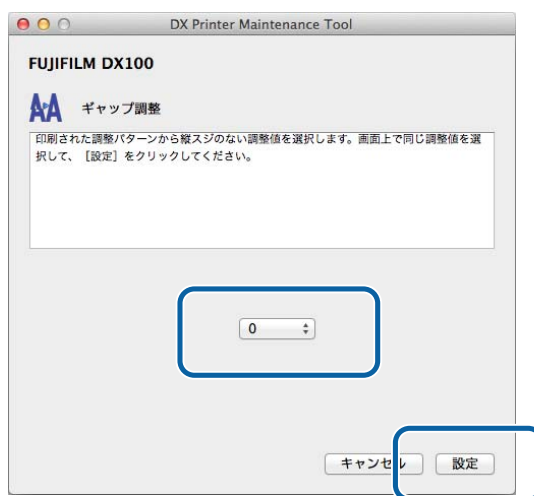 DX Printer Maintenance Tool
FUJIFILM DX100
ギャップ調整
印刷された調整パターンから縦スジのない調整値を選択します。画面上で同じ調整値を選
択して、［設定］をクリックしてください。
0
キャンセル
設定